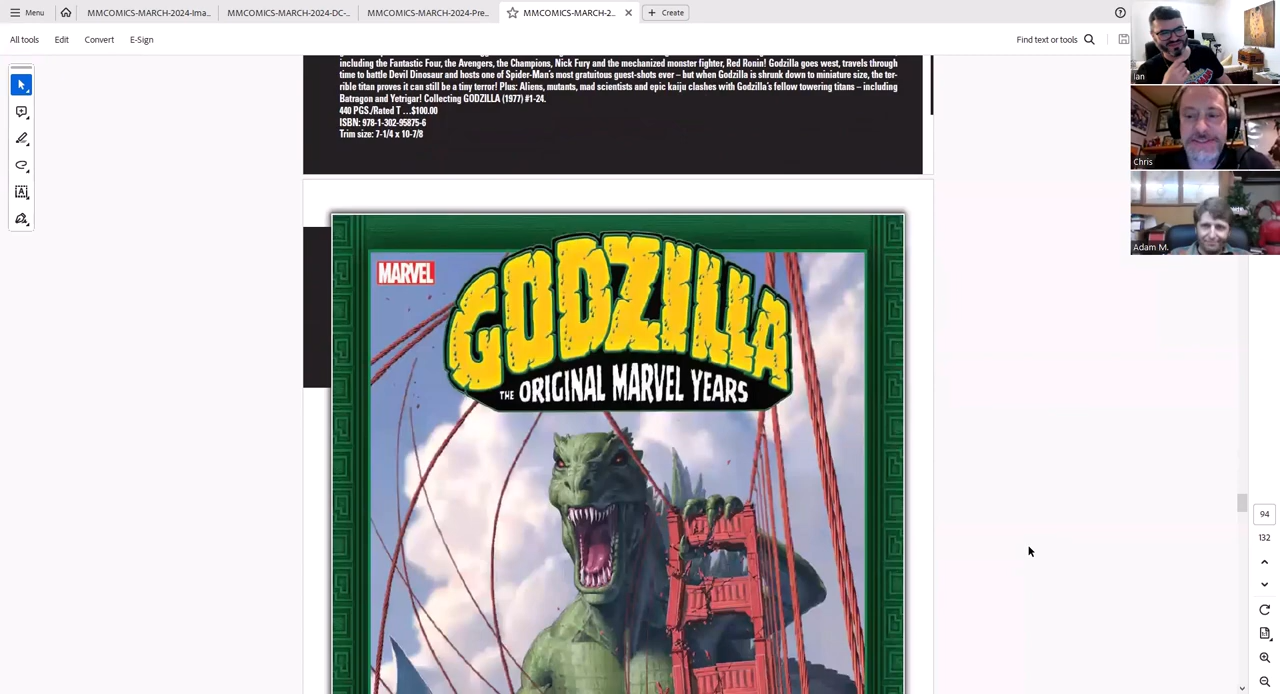 Menu
MMCOMICS-MARCH-2024-Ima...
MMCOMICS-MARCH-2024-DC-...
MMCOMICS-MARCH-2024-Pre...
MMCOMICS-MARCH-2...
Create
All tools
Edit
Convert
E-Sign
Find text or tools
including the Fantastic Four, the Avengers, the Champions, Nick Fury and the mechanized monster fighter, Red Ronin! Godzilla goes west, travels through
time to battle Devil Dinosaur and hosts one of Spider-Man's most gratuitous guest-shots ever – but when Godzilla is shrunk down to miniature size, the ter-
rible titan proves it can still be a tiny terror! Plus: Aliens, mutants, mad scientists and epic kaiju clashes with Godzilla's fellow towering titans – including
Batragon and Yetrigar! Collecting GODZILLA (1977) #1-24.
440 PGS./Rated T ...$100.00
ISBN: 978-1-302-95875-6
Trim size: 7-1/4 x 10-7/8
MARVEL
GODZILLA
THE ORIGINAL MARVEL YEARS
Ian
Chris
Adam M.
94
132